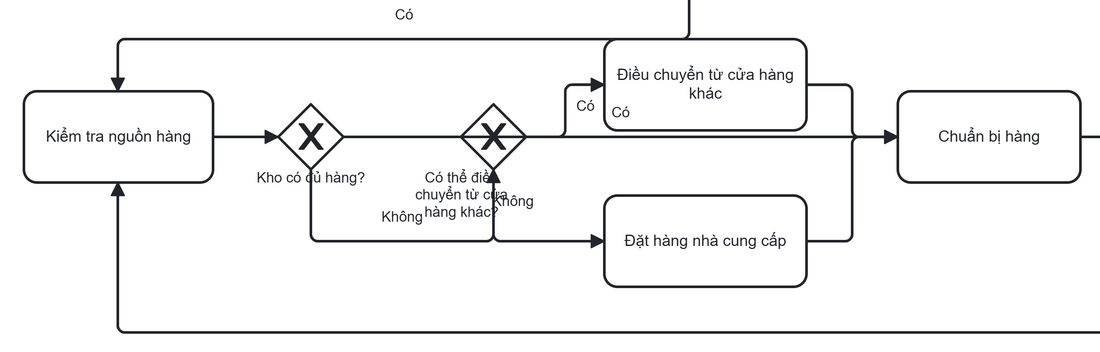 Có
Điều chuyển từ cửa hàng
khác
Có
Có
Kiểm tra nguồn hàng
Chuẩn bị hàng
Kho có đủ hàng?
Có thể điều
chuyển từ cửa
hàng khác?
Không
Không
Đặt hàng nhà cung cấp